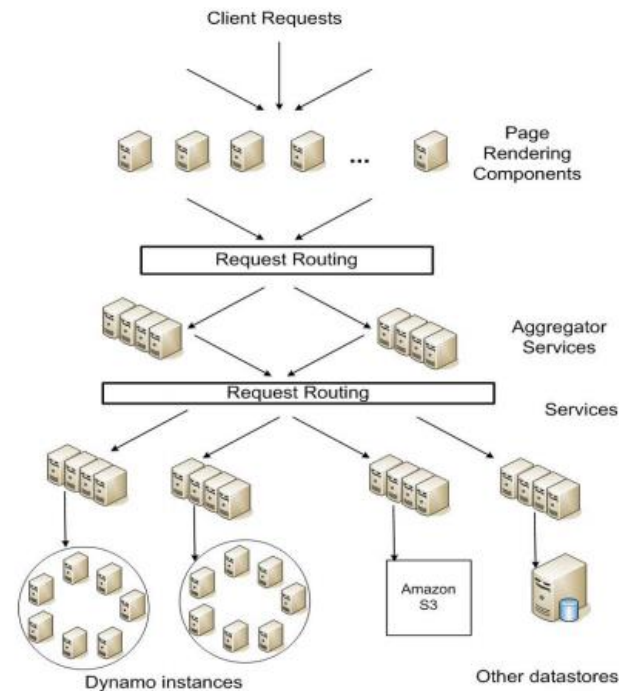 Client Requests
...
Page
Rendering
Components
Request Routing
Aggregator
Services
Request Routing
Services
Amazon
S3
Dynamo instances
Other datastores